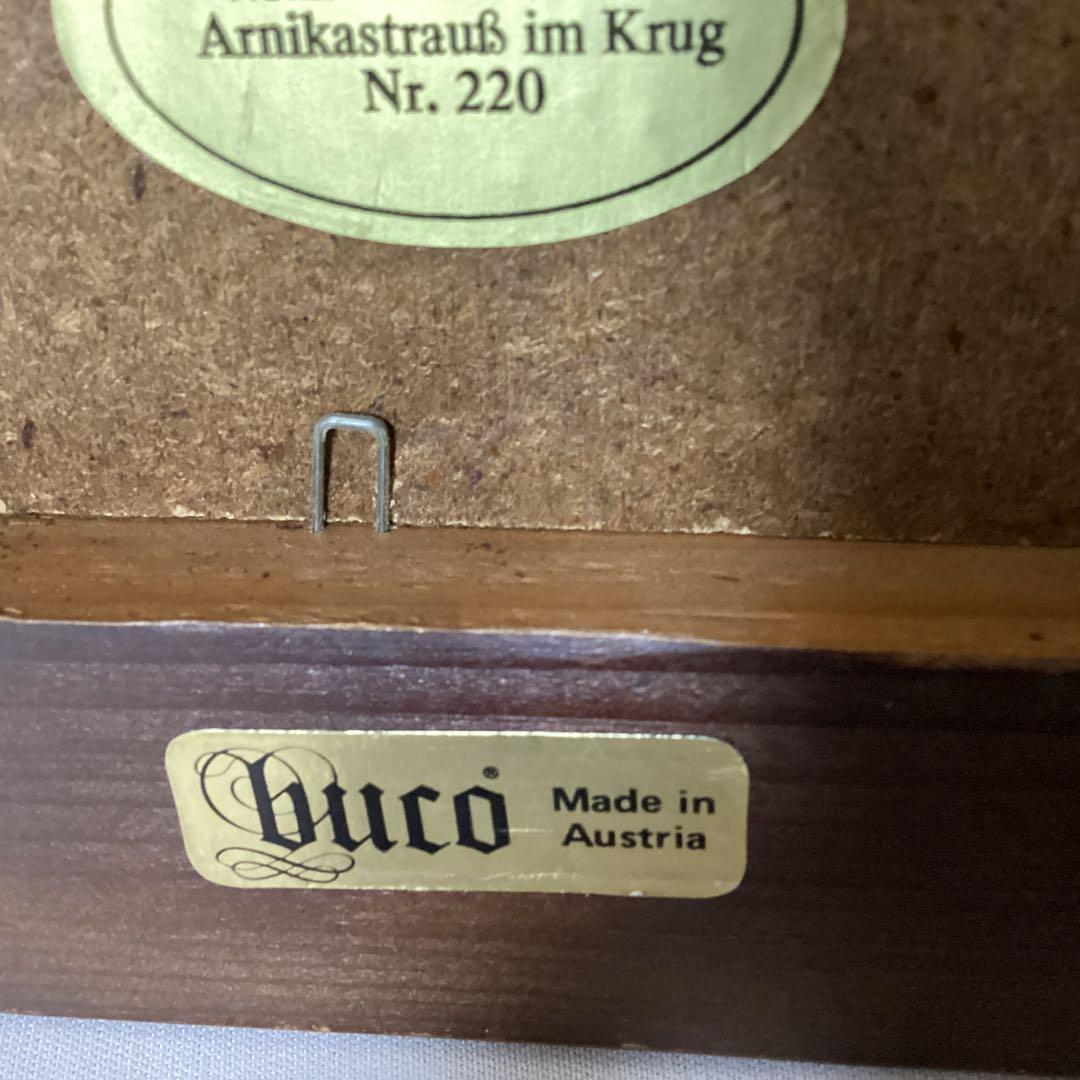 Arnikastrauß im Krug
Nr. 220
buco®
Made in
Austria